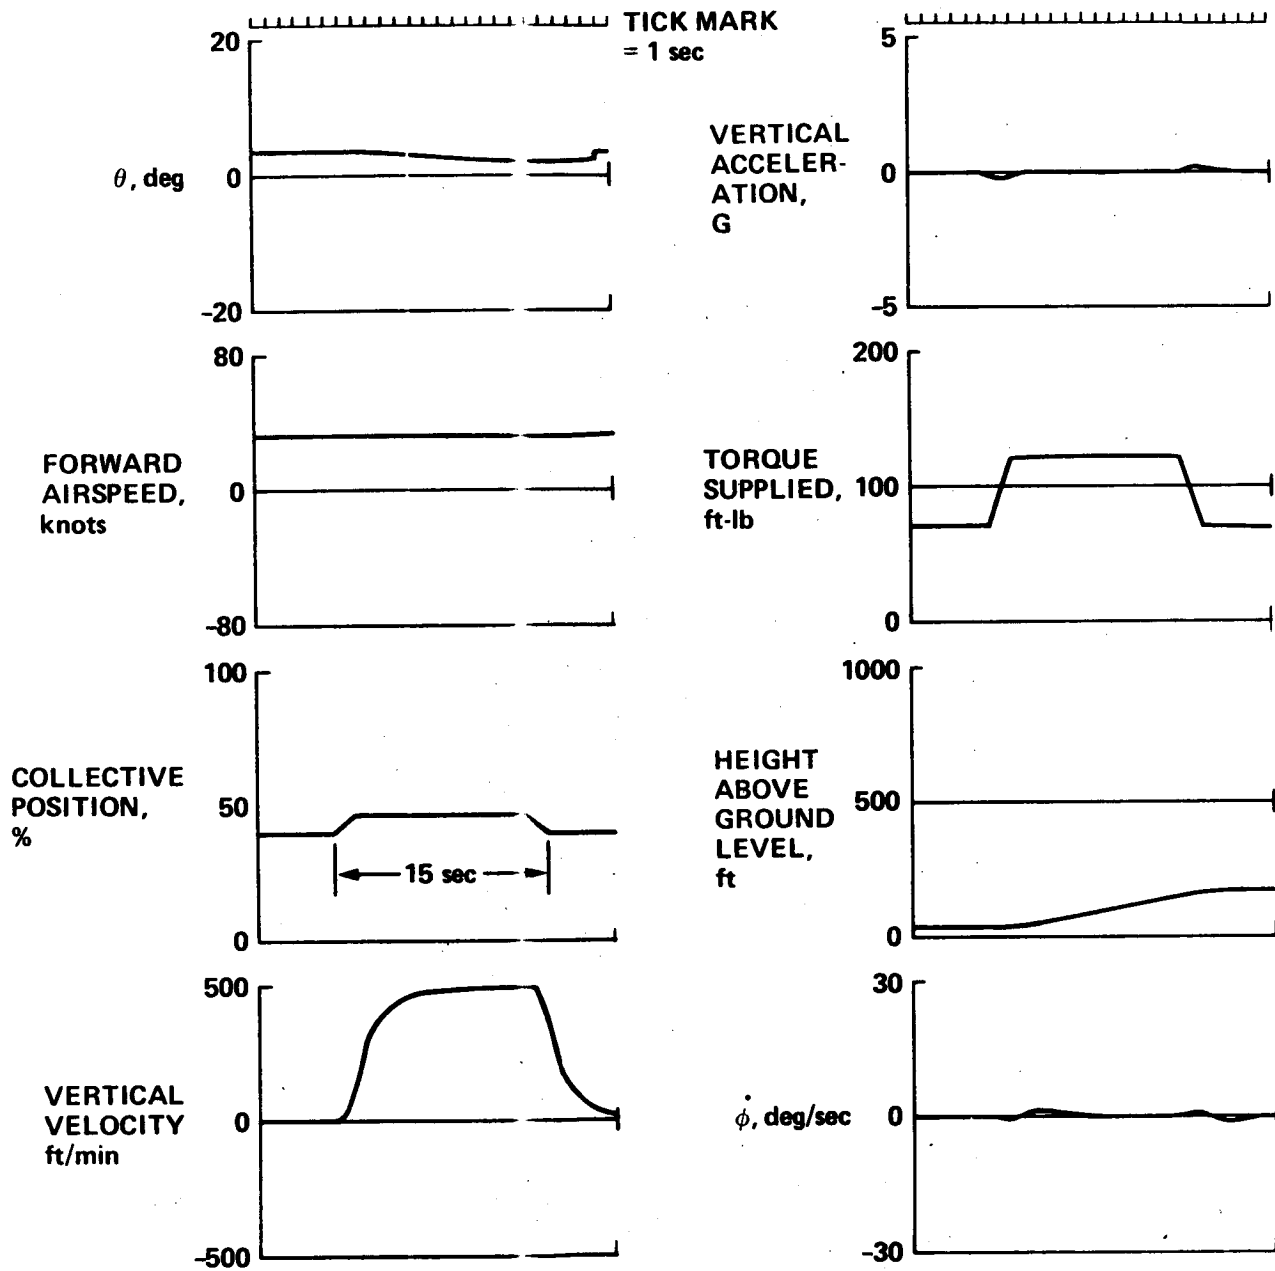 TICK MARK
= 1 sec
20
θ, deg
0
–20
80
FORWARD
AIRSPEED,
knots
0
–80
100
COLLECTIVE
POSITION,
%
50
15 sec
0
500
VERTICAL
VELOCITY
ft/min
0
–500
5
VERTICAL
ACCELER-
ATION,
G
0
–5
200
TORQUE
SUPPLIED,
ft-lb
100
0
1000
HEIGHT
ABOVE
GROUND
LEVEL,
ft
500
0
30
φ̇, deg/sec
0
–30